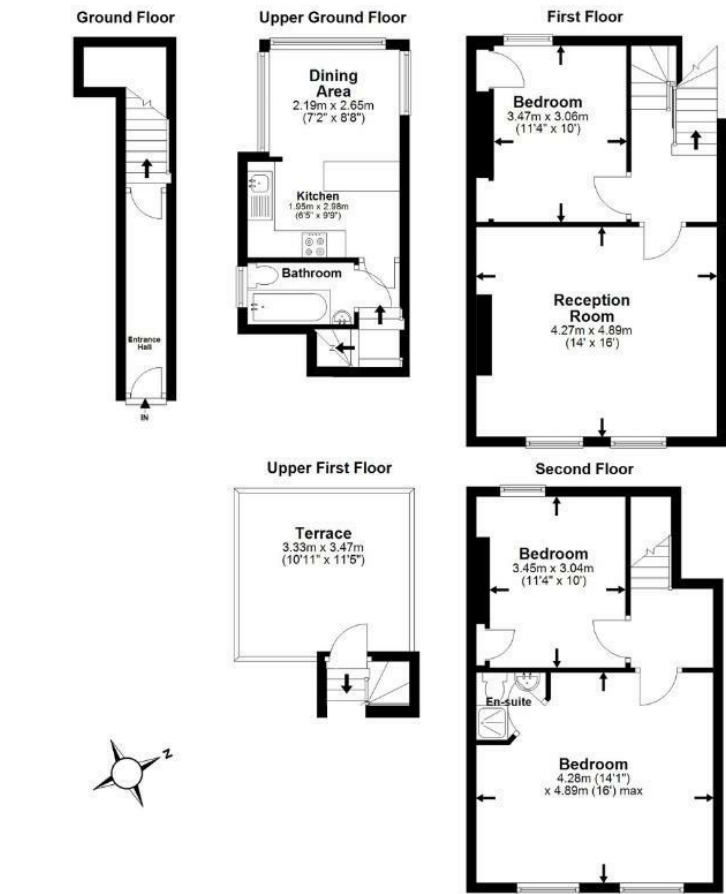 Ground Floor
Entrance
Hall
IN
Upper Ground Floor
Dining
Area
2.19m x 2.65m
(7'2" x 8'8")
Kitchen
1.95m x 2.98m
(6'5" x 9'9")
Bathroom
First Floor
Bedroom
3.47m x 3.06m
(11'4" x 10')
Reception
Room
4.27m x 4.89m
(14' x 16')
Upper First Floor
Terrace
3.33m x 3.47m
(10'11" x 11'5")
Second Floor
Bedroom
3.45m x 3.04m
(11'4" x 10')
En-suite
Bedroom
4.28m (14'1")
x 4.89m (16') max
N